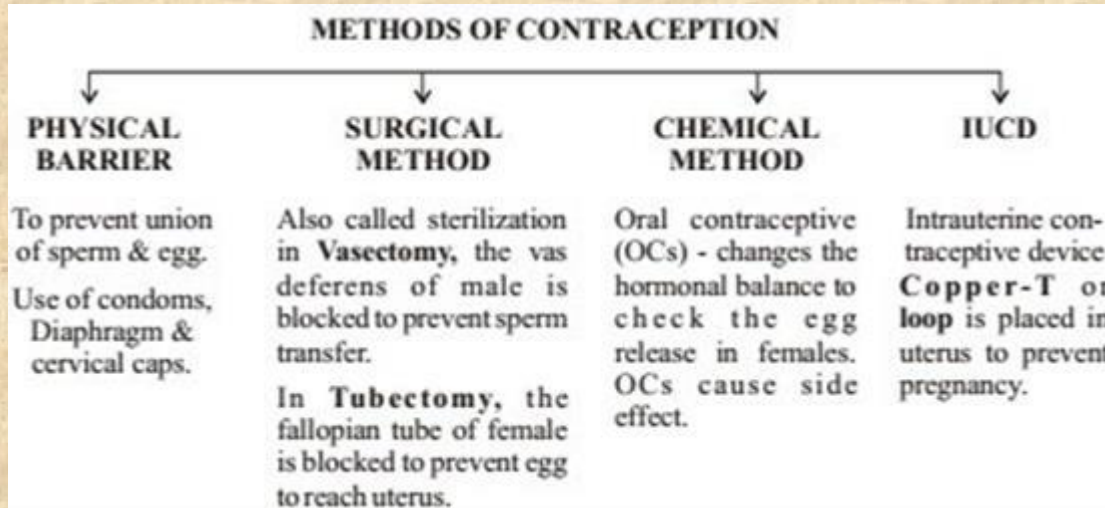 METHODS OF CONTRACEPTION
PHYSICAL
BARRIER
To prevent union
of sperm & egg.
Use of condoms,
Diaphragm &
cervical caps.
SURGICAL
METHOD
Also called sterilization
in Vasectomy, the vas
deferens of male is
blocked to prevent sperm
transfer.
In Tubectomy, the
fallopian tube of female
is blocked to prevent egg
to reach uterus.
CHEMICAL
METHOD
Oral contraceptive
(OCs) - changes the
hormonal balance to
check the egg
release in females.
OCs cause side
effect.
IUCD
Intrauterine con-
traceptive device
Copper-T or
loop is placed in
uterus to prevent
pregnancy.